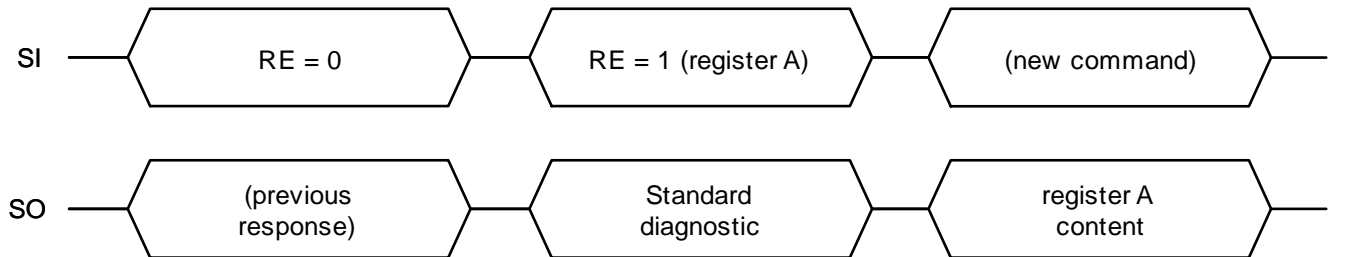 SI
RE = 0
RE = 1 (register A)
(new command)
SO
(previous
response)
Standard
diagnostic
register A
content